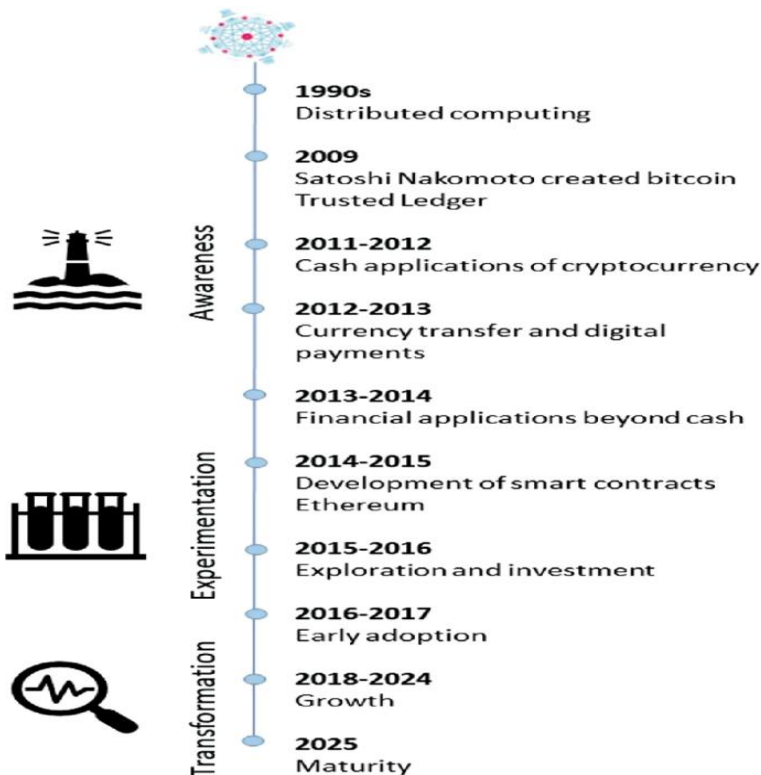 1990s
Distributed computing
2009
Satoshi Nakomoto created bitcoin
Trusted Ledger
Awareness
2011-2012
Cash applications of cryptocurrency
2012-2013
Currency transfer and digital
payments
2013-2014
Financial applications beyond cash
Experimentation
2014-2015
Development of smart contracts
Ethereum
2015-2016
Exploration and investment
2016-2017
Early adoption
Transformation
2018-2024
Growth
2025
Maturity